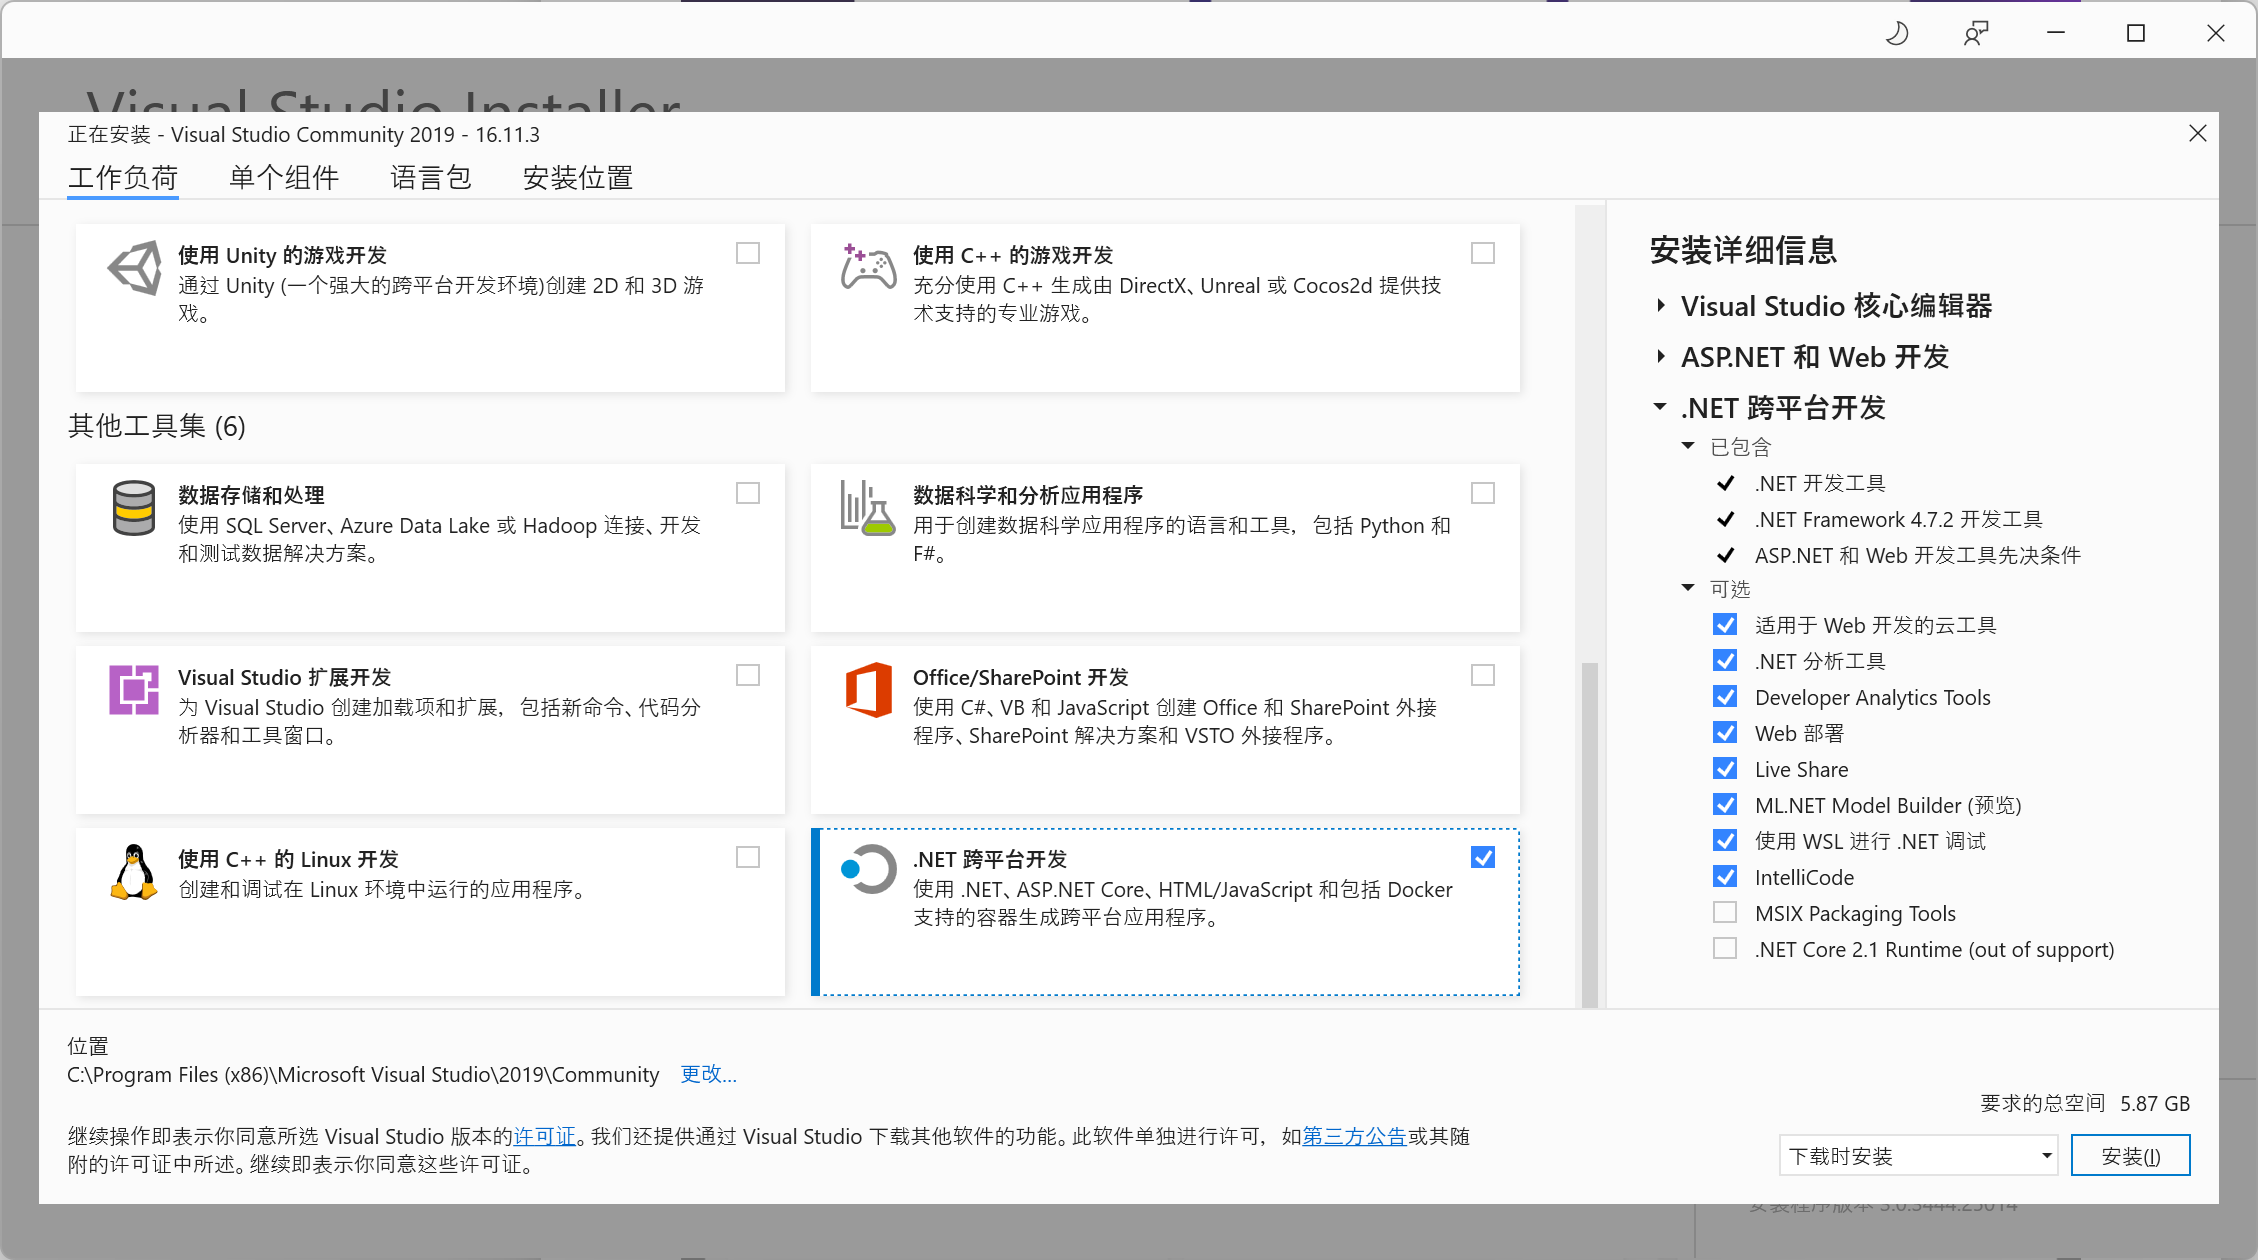 Visual Studio Installer
正在安装 - Visual Studio Community 2019 - 16.11.3
工作负荷 单个组件 语言包 安装位置
使用 Unity 的游戏开发
通过 Unity (一个强大的跨平台开发环境)创建 2D 和 3D 游
戏。
使用 C++ 的游戏开发
充分使用 C++ 生成由 DirectX、Unreal 或 Cocos2d 提供技
术支持的专业游戏。
其他工具集 (6)
数据存储和处理
使用 SQL Server、Azure Data Lake 或 Hadoop 连接、开发
和测试数据解决方案。
数据科学和分析应用程序
用于创建数据科学应用程序的语言和工具，包括 Python 和
F#。
Visual Studio 扩展开发
为 Visual Studio 创建加载项和扩展，包括新命令、代码分
析器和工具窗口。
Office/SharePoint 开发
使用 C#、VB 和 JavaScript 创建 Office 和 SharePoint 外接
程序、SharePoint 解决方案和 VSTO 外接程序。
使用 C++ 的 Linux 开发
创建和调试在 Linux 环境中运行的应用程序。
.NET 跨平台开发
使用 .NET、ASP.NET Core、HTML/JavaScript 和包括 Docker
支持的容器生成跨平台应用程序。
安装详细信息
Visual Studio 核心编辑器
ASP.NET 和 Web 开发
.NET 跨平台开发
已包含
.NET 开发工具
.NET Framework 4.7.2 开发工具
ASP.NET 和 Web 开发工具先决条件
可选
适用于 Web 开发的云工具
.NET 分析工具
Developer Analytics Tools
Web 部署
Live Share
ML.NET Model Builder (预览)
使用 WSL 进行 .NET 调试
IntelliCode
MSIX Packaging Tools
.NET Core 2.1 Runtime (out of support)
位置
C:\Program Files (x86)\Microsoft Visual Studio\2019\Community 更改...
继续操作即表示你同意所选 Visual Studio 版本的许可证。我们还提供通过 Visual Studio 下载其他软件的功能。此软件单独进行许可，如第三方公告或其随
附的许可证中所述。继续即表示你同意这些许可证。
要求的总空间 5.87 GB
下载时安装 安装(I)
安装程序版本 3.0.3444.25014